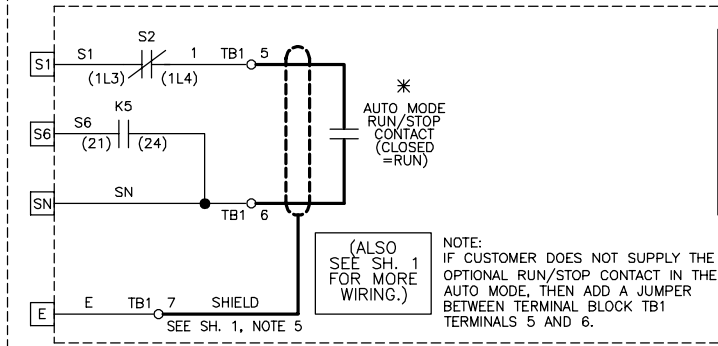 S2
S1 S1 1 TB1 5
(1L3) (1L4)
K5
S6 S6
(21) (24)
SN SN
TB1 6
*
AUTO MODE
RUN/STOP
CONTACT
(CLOSED
=RUN)
(ALSO
SEE SH. 1
FOR MORE
WIRING.)
NOTE:
IF CUSTOMER DOES NOT SUPPLY THE
OPTIONAL RUN/STOP CONTACT IN THE
AUTO MODE, THEN ADD A JUMPER
BETWEEN TERMINAL BLOCK TB1
TERMINALS 5 AND 6.
E E TB1 7 SHIELD
SEE SH. 1, NOTE 5